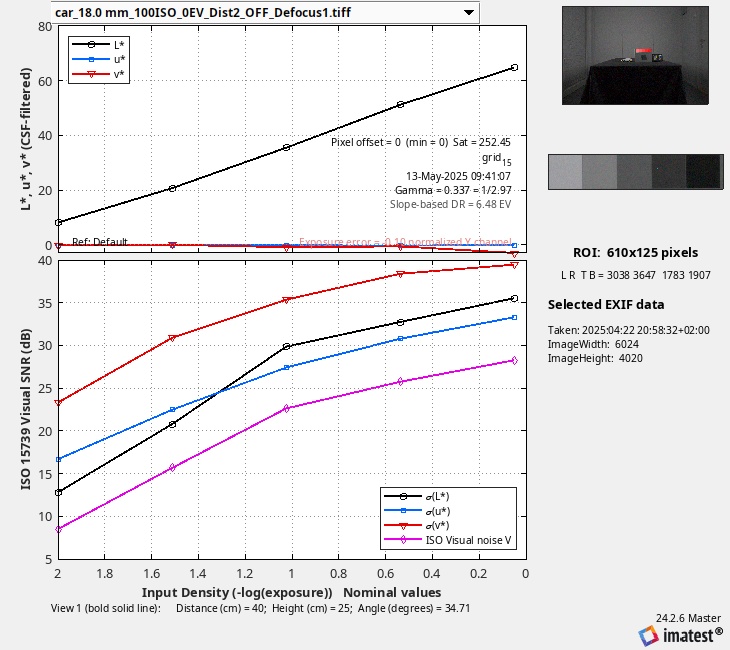 car_18.0 mm_100ISO_0EV_Dist2_OFF_Defocus1.tiff
80
60
40
20
0
L*, u*, v* (CSF-filtered)
L*
u*
v*
Pixel offset = 0 (min = 0) Sat = 252.45
grid15
13-May-2025 09:41:07
Gamma = 0.337 = 1/2.97
Slope-based DR = 6.48 EV
Ref: Default
Exposure error = -0.10 normalized Y channel
40
35
30
25
20
15
10
5
ISO 15739 Visual SNR (dB)
σ(L*)
σ(u*)
σ(v*)
ISO Visual noise V
2 1.8 1.6 1.4 1.2 1 0.8 0.6 0.4 0.2 0
Input Density (-log(exposure)) Nominal values
View 1 (bold solid line): Distance (cm) = 40; Height (cm) = 25; Angle (degrees) = 34.71
ROI: 610x125 pixels
L R T B = 3038 3647 1783 1907
Selected EXIF data
Taken: 2025:04:22 20:58:32+02:00
ImageWidth: 6024
ImageHeight: 4020
24.2.6 Master
imatest®